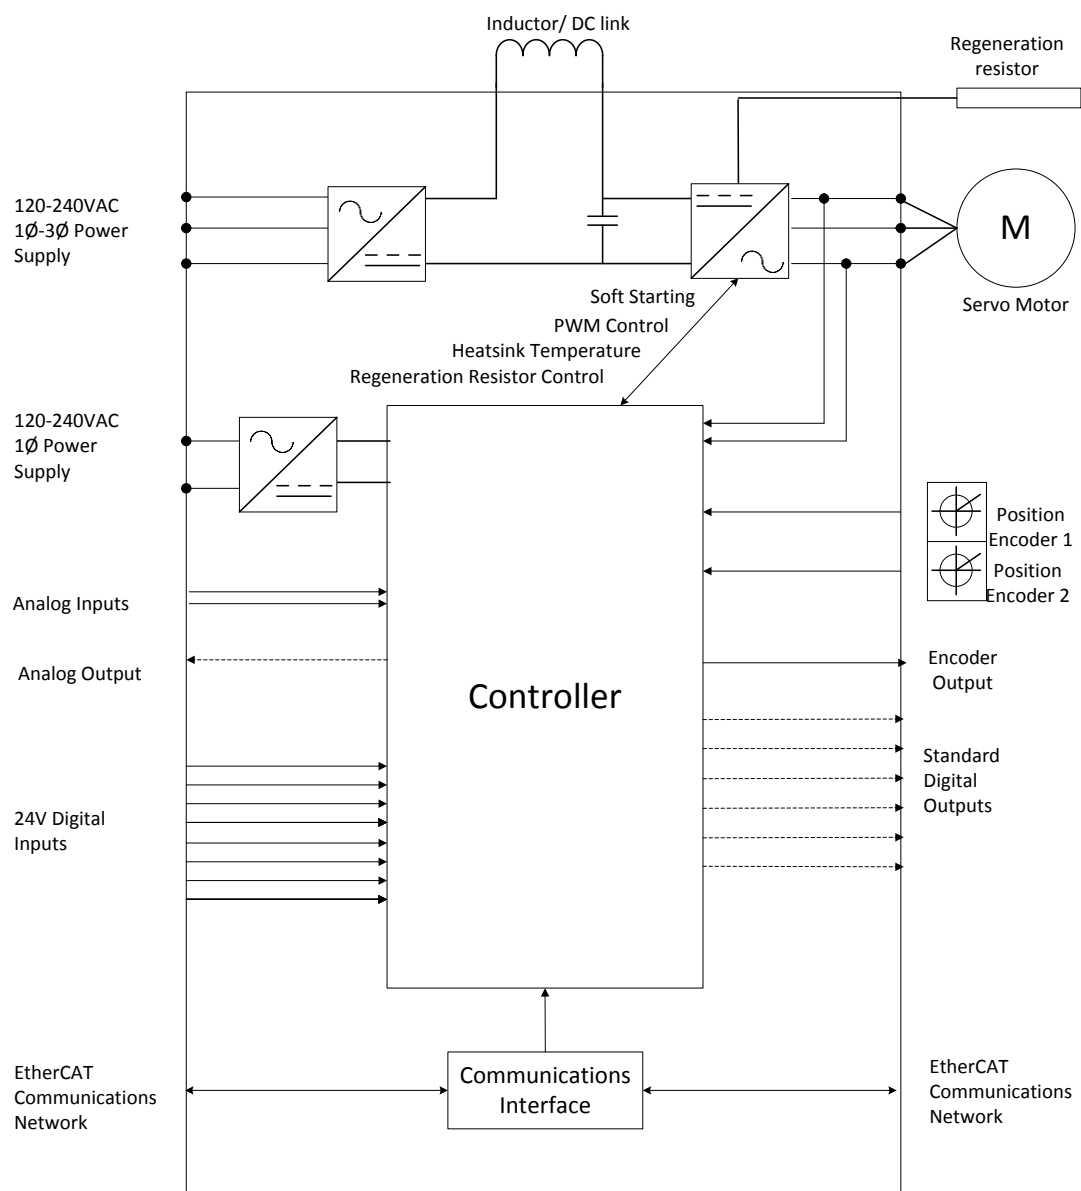 Inductor/ DC link
Regeneration
resistor
120-240VAC
1Ø-3Ø Power
Supply
M
Servo Motor
Soft Starting
PWM Control
Heatsink Temperature
Regeneration Resistor Control
120-240VAC
1Ø Power
Supply
Position
Encoder 1
Position
Encoder 2
Analog Inputs
Analog Output
Controller
Encoder
Output
Standard
Digital
Outputs
24V Digital
Inputs
EtherCAT
Communications
Network
Communications
Interface
EtherCAT
Communications
Network